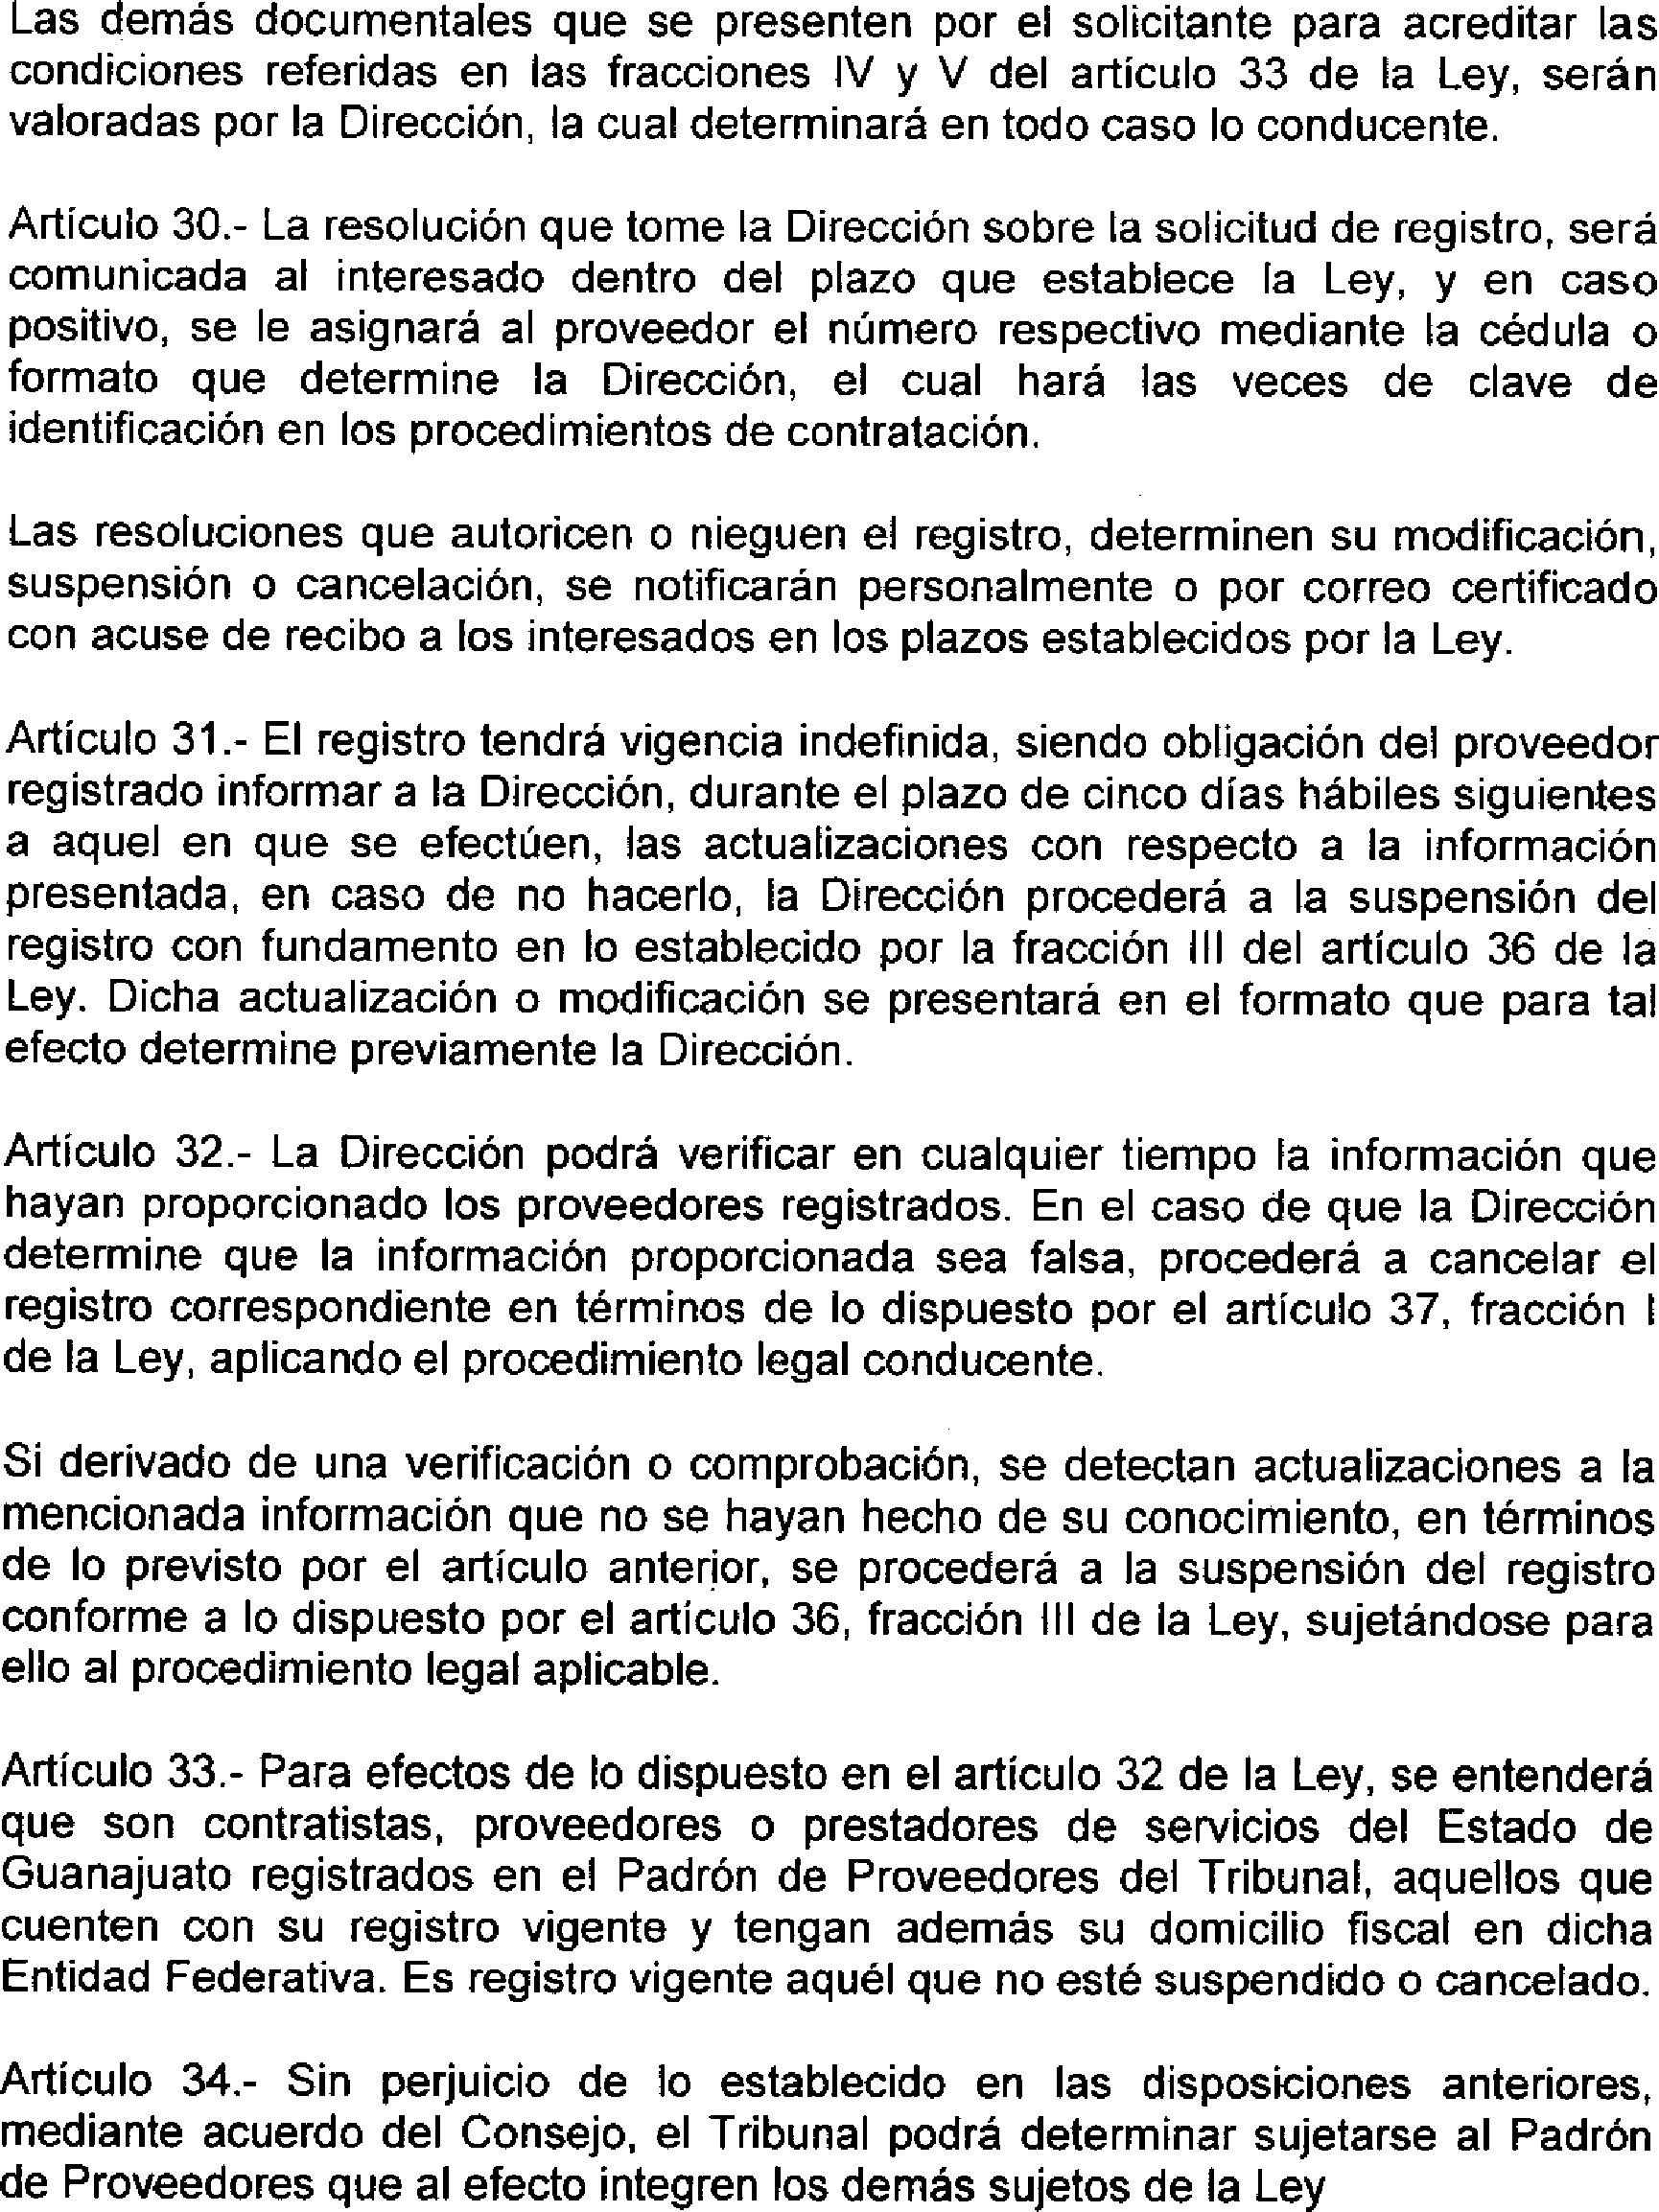 Las demás documentales que se presenten por el solicitante para acreditar las
condiciones referidas en las fracciones IV y V del artículo 33 de la Ley, serán
valoradas por la Dirección, la cual determinará en todo caso lo conducente.
Artículo 30.- La resolución que tome la Dirección sobre la solicitud de registro, será
comunicada al interesado dentro del plazo que establece la Ley, y en caso
positivo, se le asignará al proveedor el número respectivo mediante la cédula o
formato que determine la Dirección, el cual hará las veces de clave de
identificación en los procedimientos de contratación.
Las resoluciones que autoricen o nieguen el registro, determinen su modificación,
suspensión o cancelación, se notificarán personalmente o por correo certificado
con acuse de recibo a los interesados en los plazos establecidos por la Ley.
Artículo 31.- El registro tendrá vigencia indefinida, siendo obligación del proveedor
registrado informar a la Dirección, durante el plazo de cinco días hábiles siguientes
a aquel en que se efectúen, las actualizaciones con respecto a la información
presentada, en caso de no hacerlo, la Dirección procederá a la suspensión del
registro con fundamento en lo establecido por la fracción III del artículo 36 de la
Ley. Dicha actualización o modificación se presentará en el formato que para tal
efecto determine previamente la Dirección.
Artículo 32.- La Dirección podrá verificar en cualquier tiempo la información que
hayan proporcionado los proveedores registrados. En el caso de que la Dirección
determine que la información proporcionada sea falsa, procederá a cancelar el
registro correspondiente en términos de lo dispuesto por el artículo 37, fracción I
de la Ley, aplicando el procedimiento legal conducente.
Si derivado de una verificación o comprobación, se detectan actualizaciones a la
mencionada información que no se hayan hecho de su conocimiento, en términos
de lo previsto por el artículo anterior, se procederá a la suspensión del registro
conforme a lo dispuesto por el artículo 36, fracción III de la Ley, sujetándose para
ello al procedimiento legal aplicable.
Artículo 33.- Para efectos de lo dispuesto en el artículo 32 de la Ley, se entenderá
que son contratistas, proveedores o prestadores de servicios del Estado de
Guanajuato registrados en el Padrón de Proveedores del Tribunal, aquellos que
cuenten con su registro vigente y tengan además su domicilio fiscal en dicha
Entidad Federativa. Es registro vigente aquél que no esté suspendido o cancelado.
Artículo 34.- Sin perjuicio de lo establecido en las disposiciones anteriores,
mediante acuerdo del Consejo, el Tribunal podrá determinar sujetarse al Padrón
de Proveedores que al efecto integren los demás sujetos de la Ley